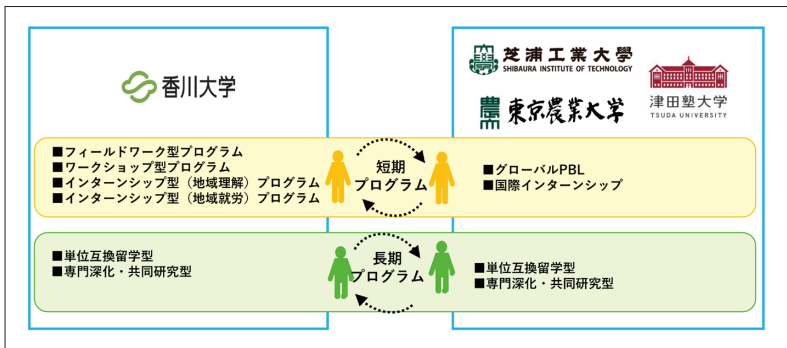 香川大学
芝浦工業大學
SHIBAURA INSTITUTE OF TECHNOLOGY
東京農業大学
津田塾大学
TSUDA UNIVERSITY
■フィールドワーク型プログラム
■ワークショップ型プログラム
■インターンシップ型（地域理解）プログラム
■インターンシップ型（地域就労）プログラム
短期
プログラム
■グローバルPBL
■国際インターンシップ
■単位互換留学型
■専門深化・共同研究型
長期
プログラム
■単位互換留学型
■専門深化・共同研究型